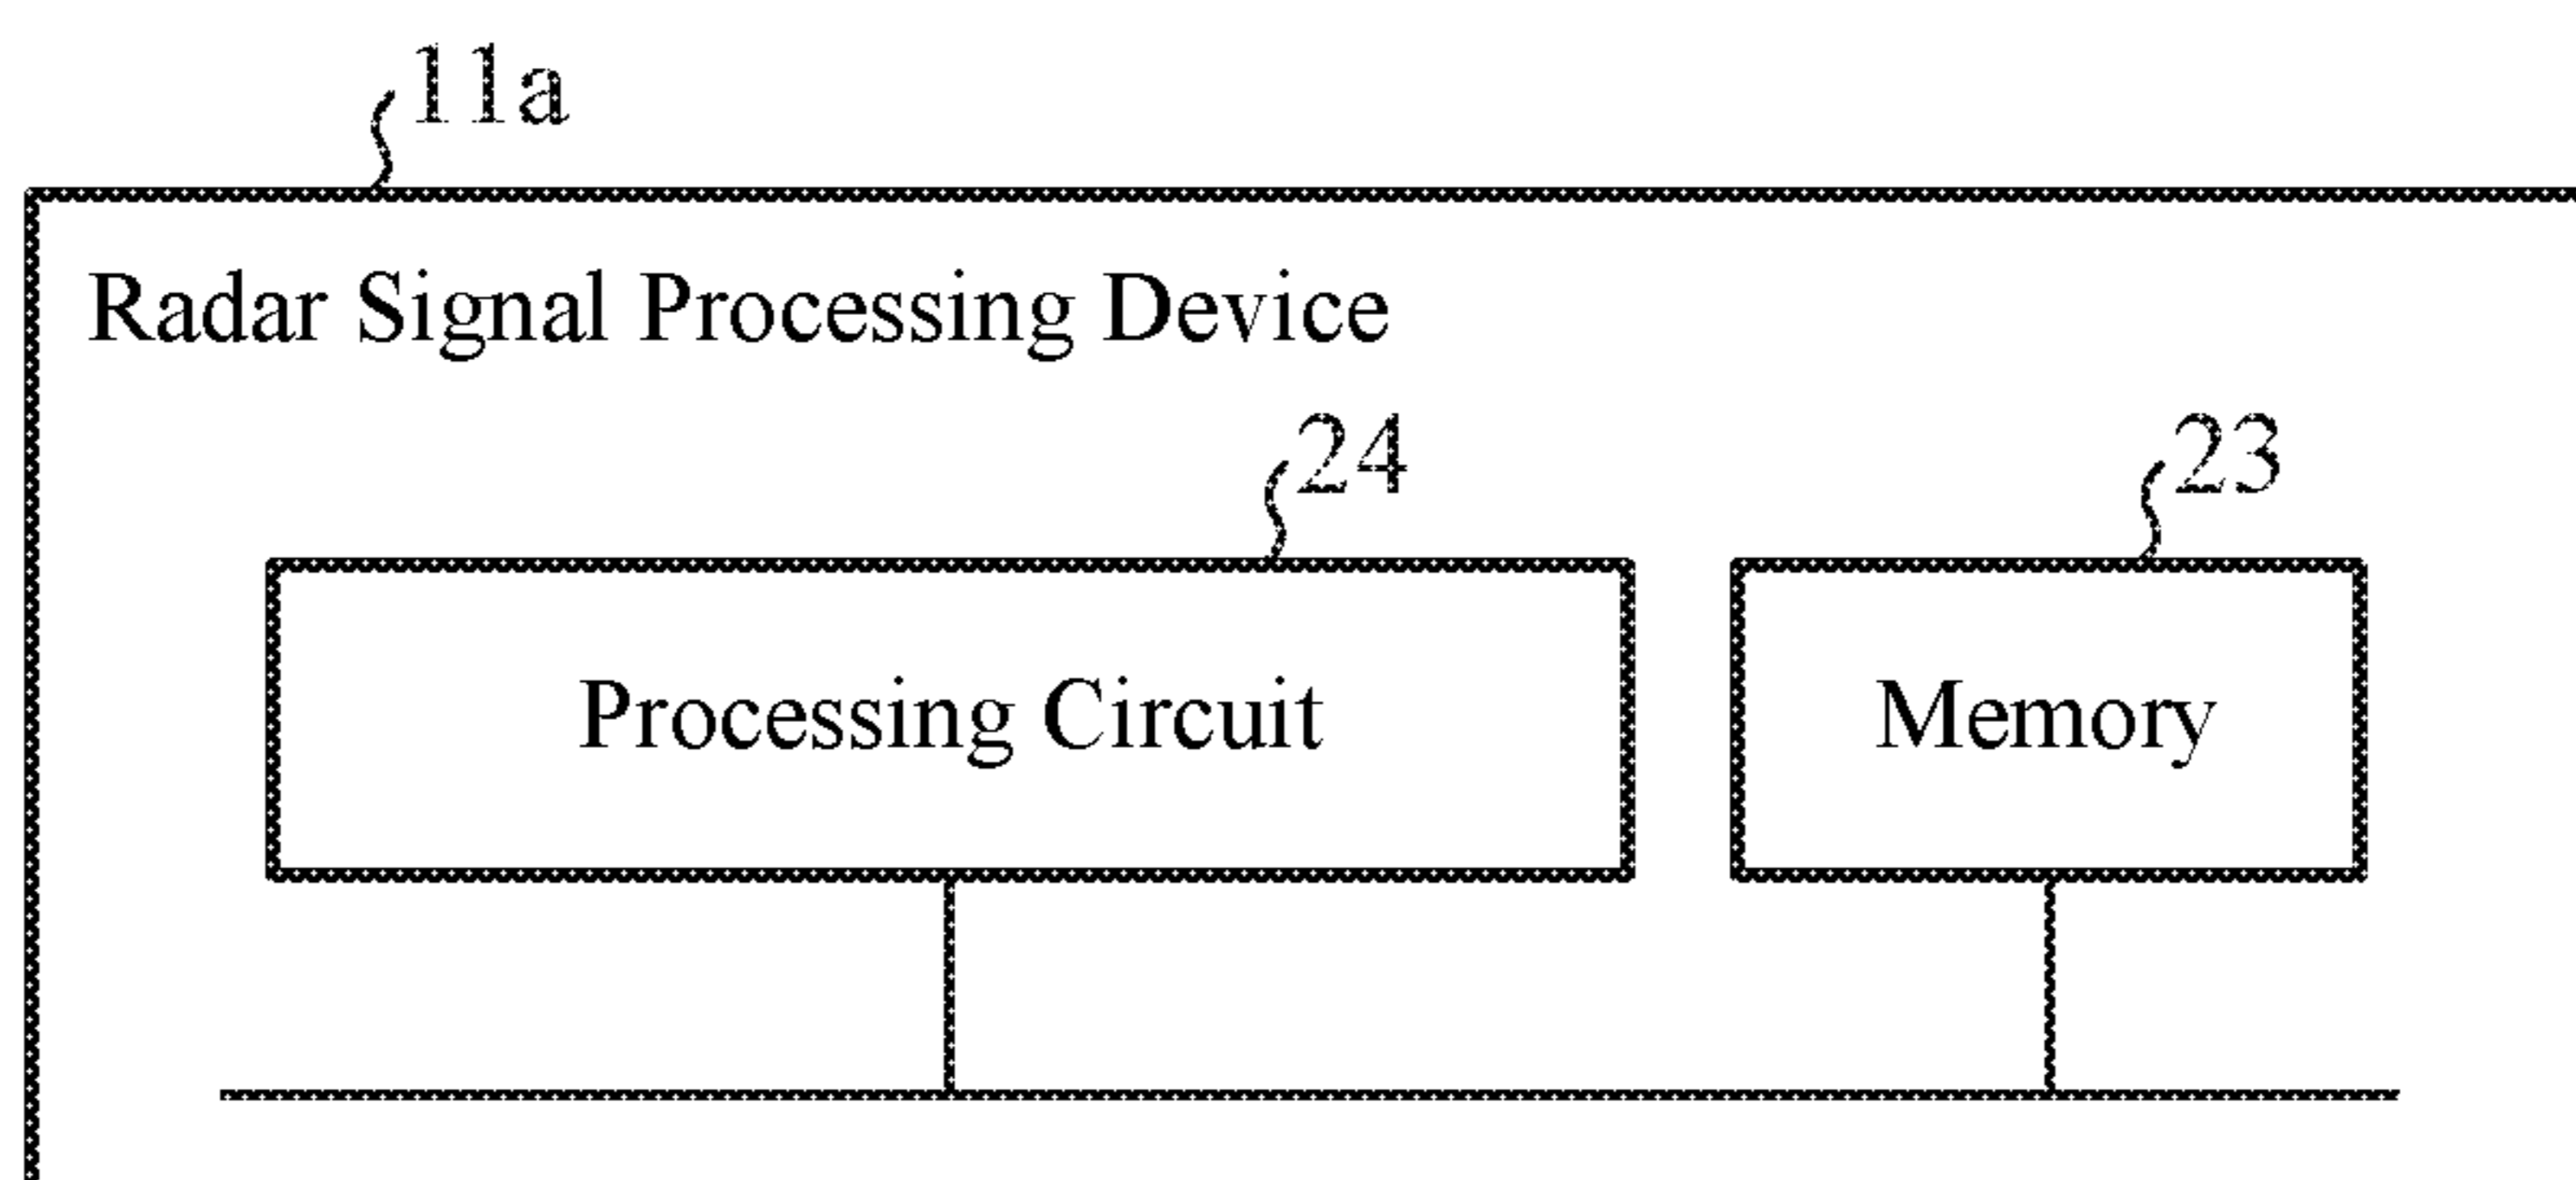 11a
Radar Signal Processing Device
24
23
Processing Circuit
Memory